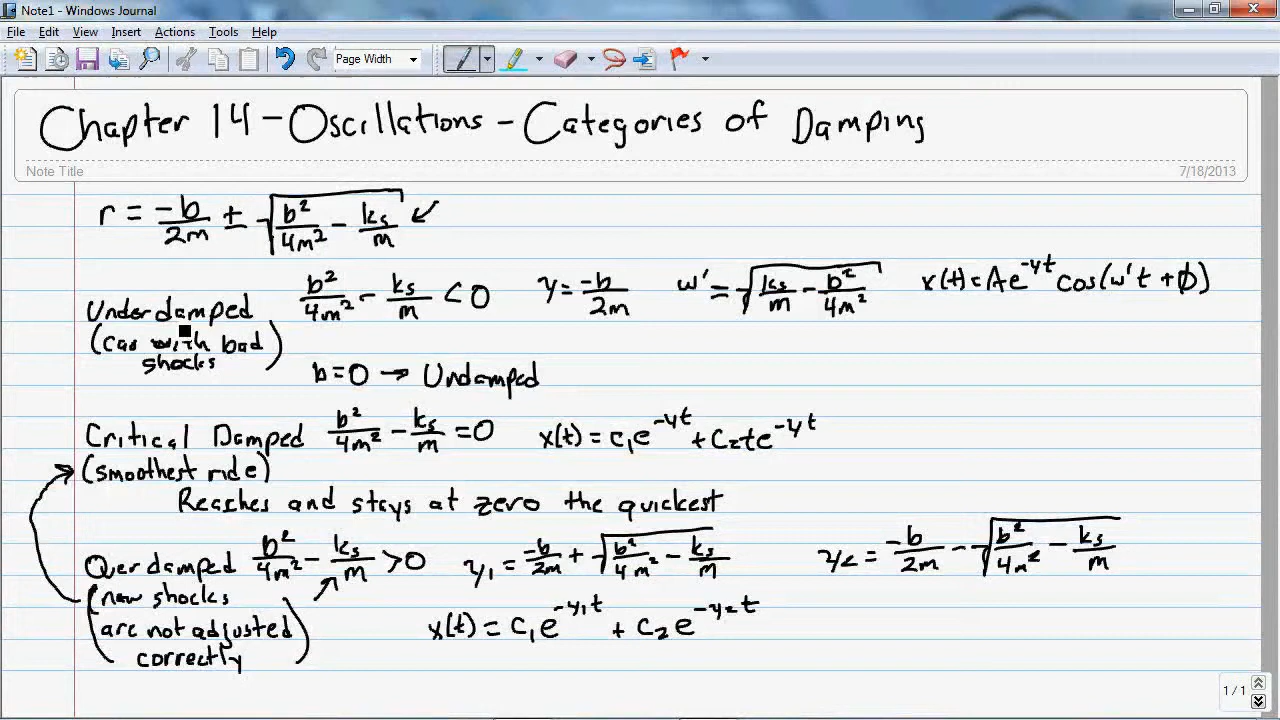 Note1 - Windows Journal
File Edit View Insert Actions Tools Help
Page Width
Chapter 14 - Oscillations - Categories of Damping
Note Title 7/18/2013
r = -b/2m ± √(b²/4m² - ks/m)
Underdamped b²/4m² - ks/m < 0 γ = -b/2m ω' = √(ks/m - b²/4m²) x(t) = Ae^-γt cos(ω't + ϕ)
(car with bad
shocks)
b = 0 → Undamped
Critical Damped b²/4m² - ks/m = 0 x(t) = c₁e^-γt + c₂te^-γt
(smoothest ride)
Reaches and stays at zero the quickest
Overdamped b²/4m² - ks/m > 0 γ₁ = -b/2m + √(b²/4m² - ks/m) γ₂ = -b/2m - √(b²/4m² - ks/m)
(new shocks
are not adjusted
correctly)
x(t) = c₁e^-γ₁t + c₂e^-γ₂t
1 / 1